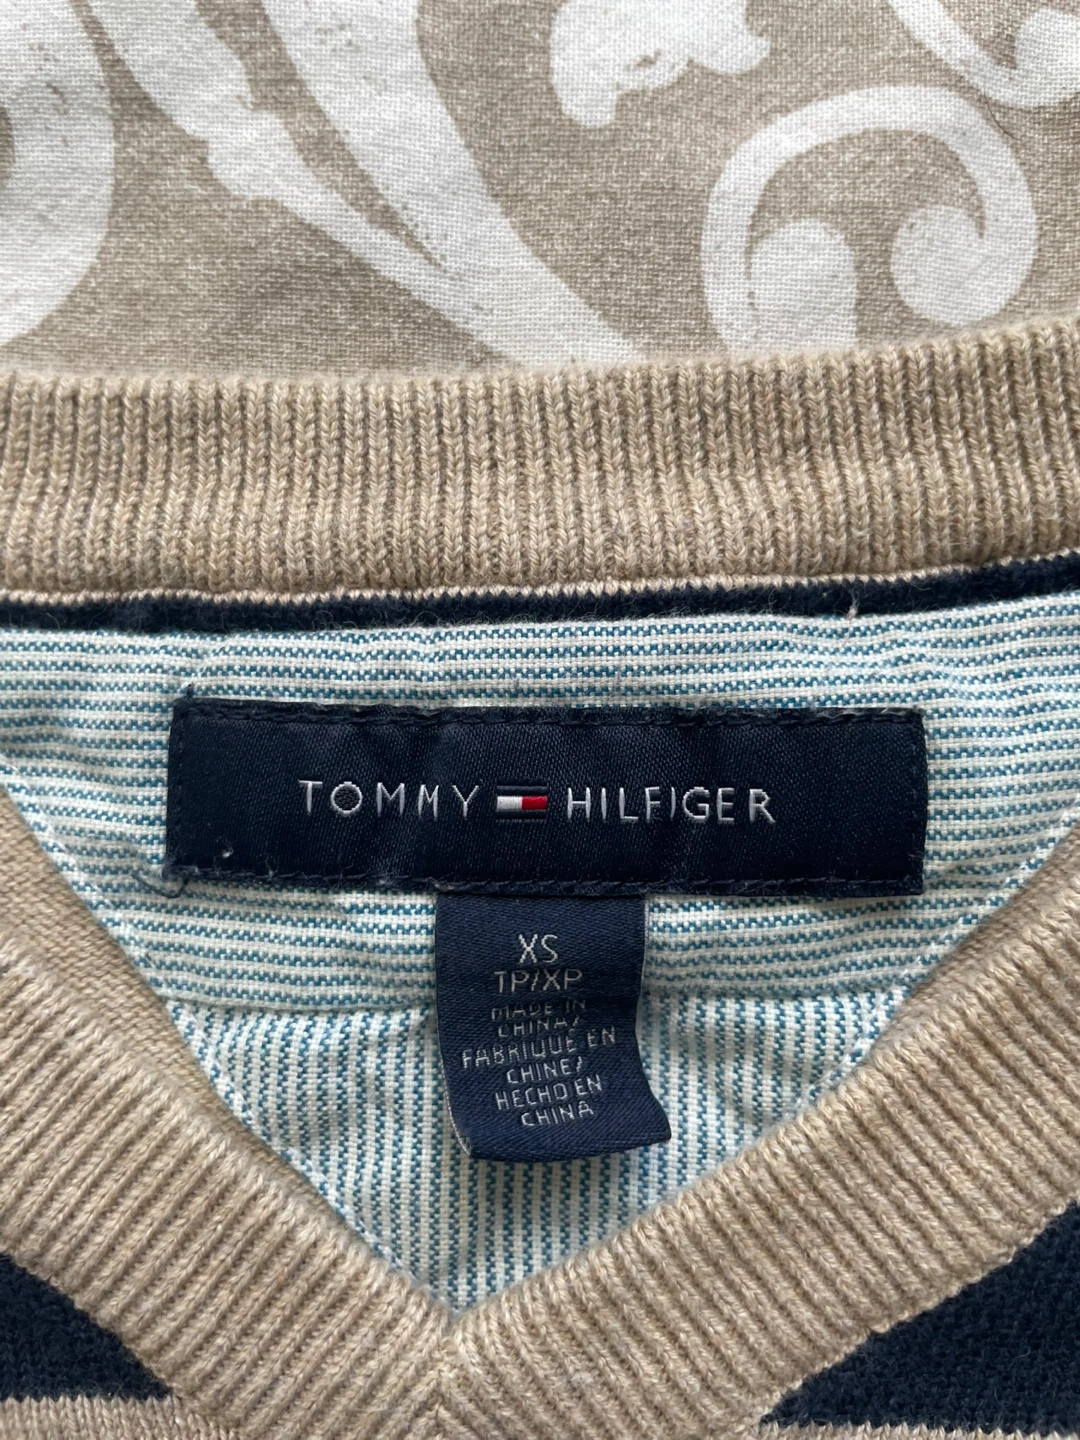 TOMMY HILFIGER
XS
TP/XP
MADE IN
CHINA/
FABRIQUE EN
CHINE/
HECHO EN
CHINA